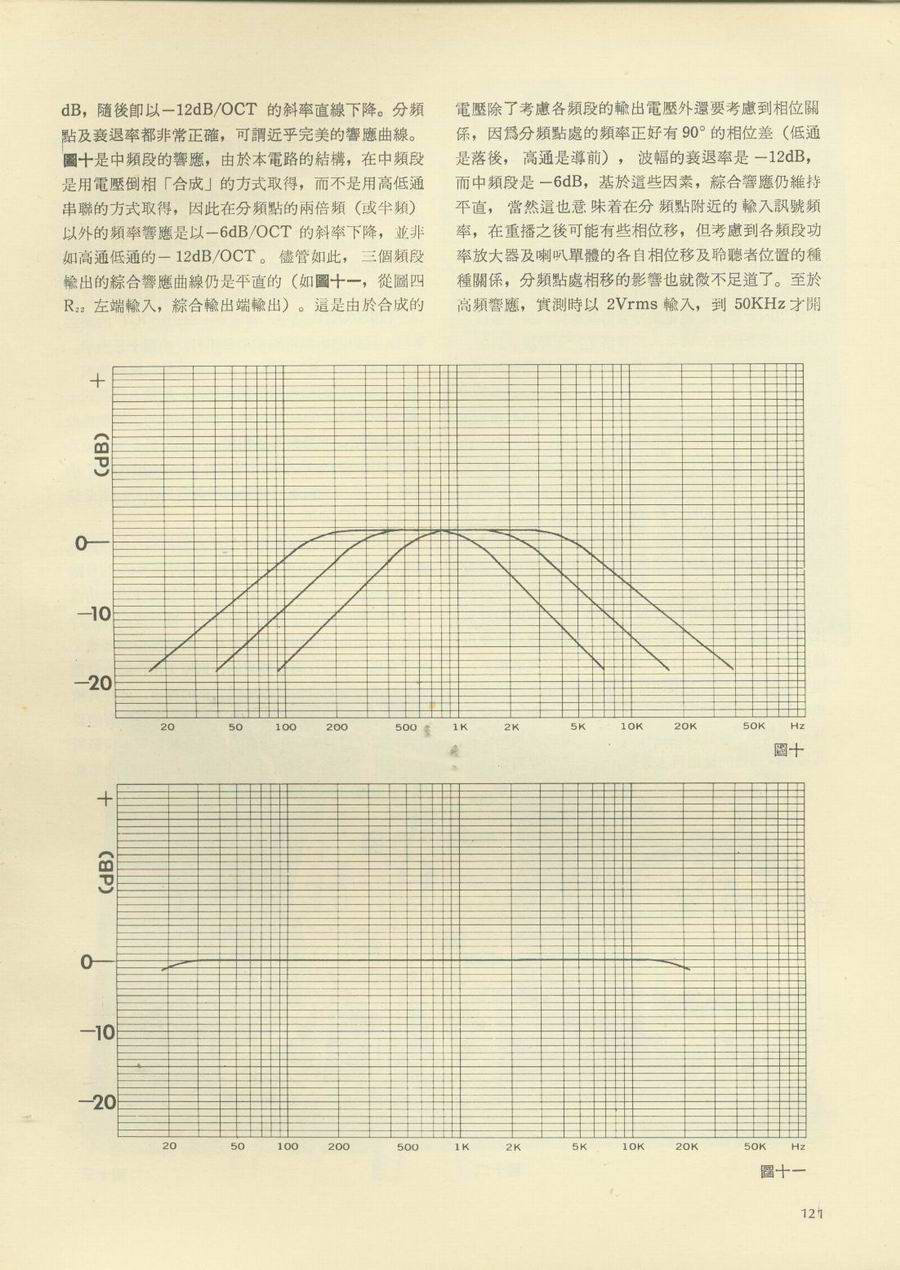 dB，隨後卽以－12dB/OCT 的斜率直線下降。分頻
點及衰退率都非常正確，可謂近乎完美的響應曲線。
圖十是中頻段的響應，由於本電路的結構，在中頻段
是用電壓倒相「合成」的方式取得，而不是用高低通
串聯的方式取得，因此在分頻點的兩倍頻（或半頻）
以外的頻率響應是以－6dB/OCT 的斜率下降，並非
如高通低通的－12dB/OCT。 儘管如此， 三個頻段
輸出的綜合響應曲線仍是平直的（如圖十一，從圖四
R₂₂ 左端輸入，綜合輸出端輸出）。這是由於合成的
電壓除了考慮各頻段的輸出電壓外還要考慮到相位關
係，因爲分頻點處的頻率正好有 90° 的相位差（低通
是落後， 高通是導前）， 波幅的衰退率是 －12dB，
而中頻段是 －6dB，基於這些因素，綜合響應仍維持
平直， 當然這也意 味着在分 頻點附近的 輸入訊號頻
率，在重播之後可能有些相位移，但考慮到各頻段功
率放大器及喇叭單體的各自相位移及聆聽者位置的種
種關係，分頻點處相移的影響也就微不足道了。至於
高頻響應，實測時以 2Vrms 輸入，到 50KHz 才開
＋
(dB)
0
－10
－20
20 50 100 200 500 1K 2K 5K 10K 20K 50K Hz
圖十
＋
(dB)
0
－10
－20
20 50 100 200 500 1K 2K 5K 10K 20K 50K Hz
圖十一
121